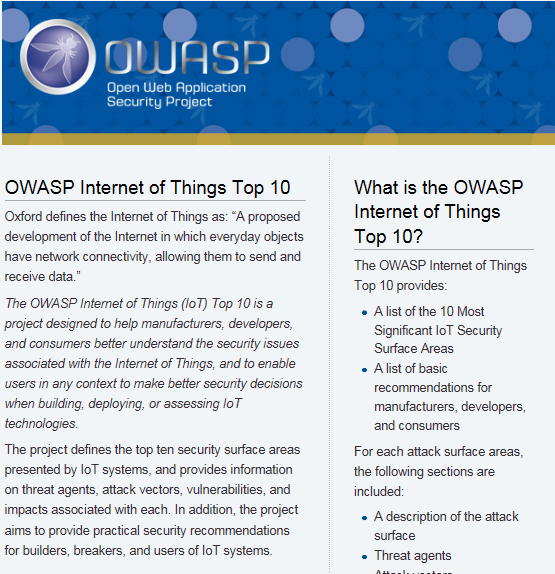 OWASP
Open Web Application
Security Project
OWASP Internet of Things Top 10
Oxford defines the Internet of Things as: “A proposed
development of the Internet in which everyday objects
have network connectivity, allowing them to send and
receive data.”
The OWASP Internet of Things (IoT) Top 10 is a
project designed to help manufacturers, developers,
and consumers better understand the security issues
associated with the Internet of Things, and to enable
users in any context to make better security decisions
when building, deploying, or assessing IoT
technologies.
The project defines the top ten security surface areas
presented by IoT systems, and provides information
on threat agents, attack vectors, vulnerabilities, and
impacts associated with each. In addition, the project
aims to provide practical security recommendations
for builders, breakers, and users of IoT systems.
What is the OWASP
Internet of Things
Top 10?
The OWASP Internet of Things
Top 10 provides:
• A list of the 10 Most
Significant IoT Security
Surface Areas
• A list of basic
recommendations for
manufacturers, developers,
and consumers
For each attack surface areas,
the following sections are
included:
• A description of the attack
surface
• Threat agents